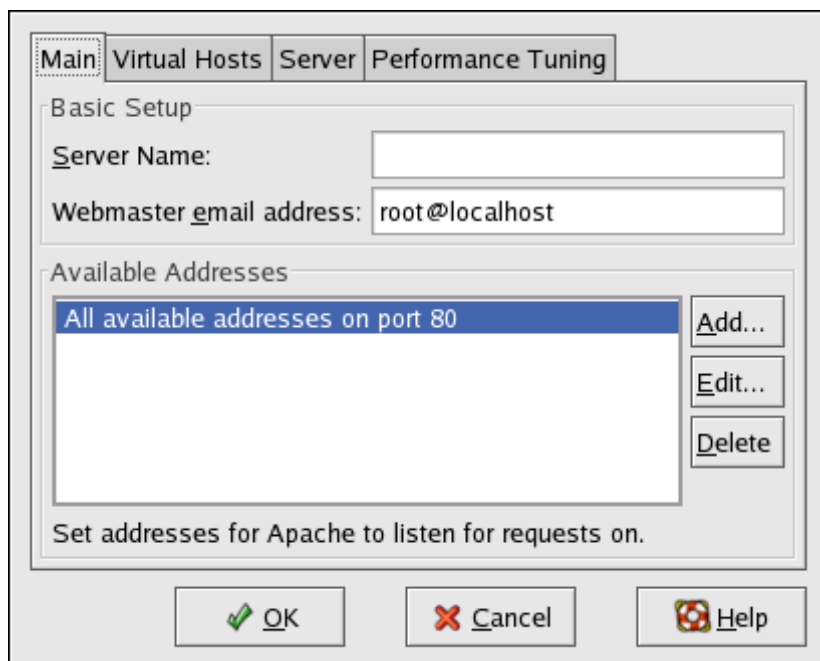 Main Virtual Hosts Server Performance Tuning
Basic Setup
Server Name:
Webmaster email address: root@localhost
Available Addresses
All available addresses on port 80
Add...
Edit...
Delete
Set addresses for Apache to listen for requests on.
OK Cancel Help